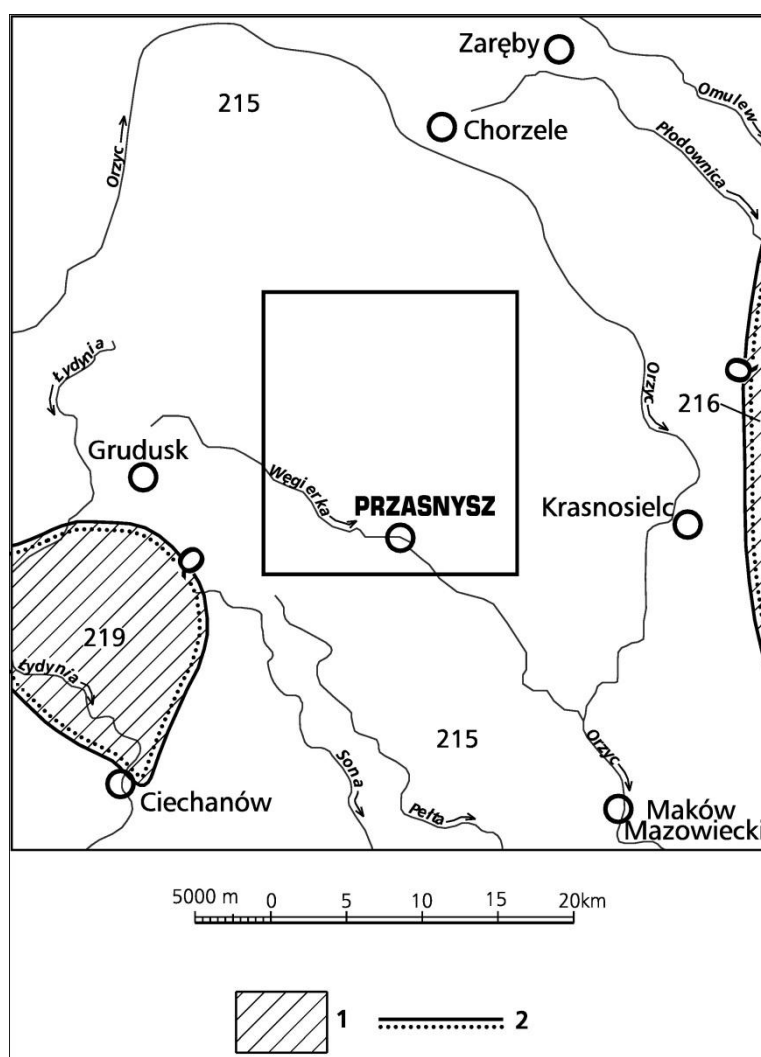 Zaręby
Omulew
215
Chorzele
Płodownica
Orzyc
Łydynia
Orzyc
216
Grudusk
Węgierka
PRZASNYSZ
Krasnosielc
219
Łydynia
215
Orzyc
Sona
Ciechanów
Pełta
Maków
Mazowiecki
5000 m 0 5 10 15 20km
1 2